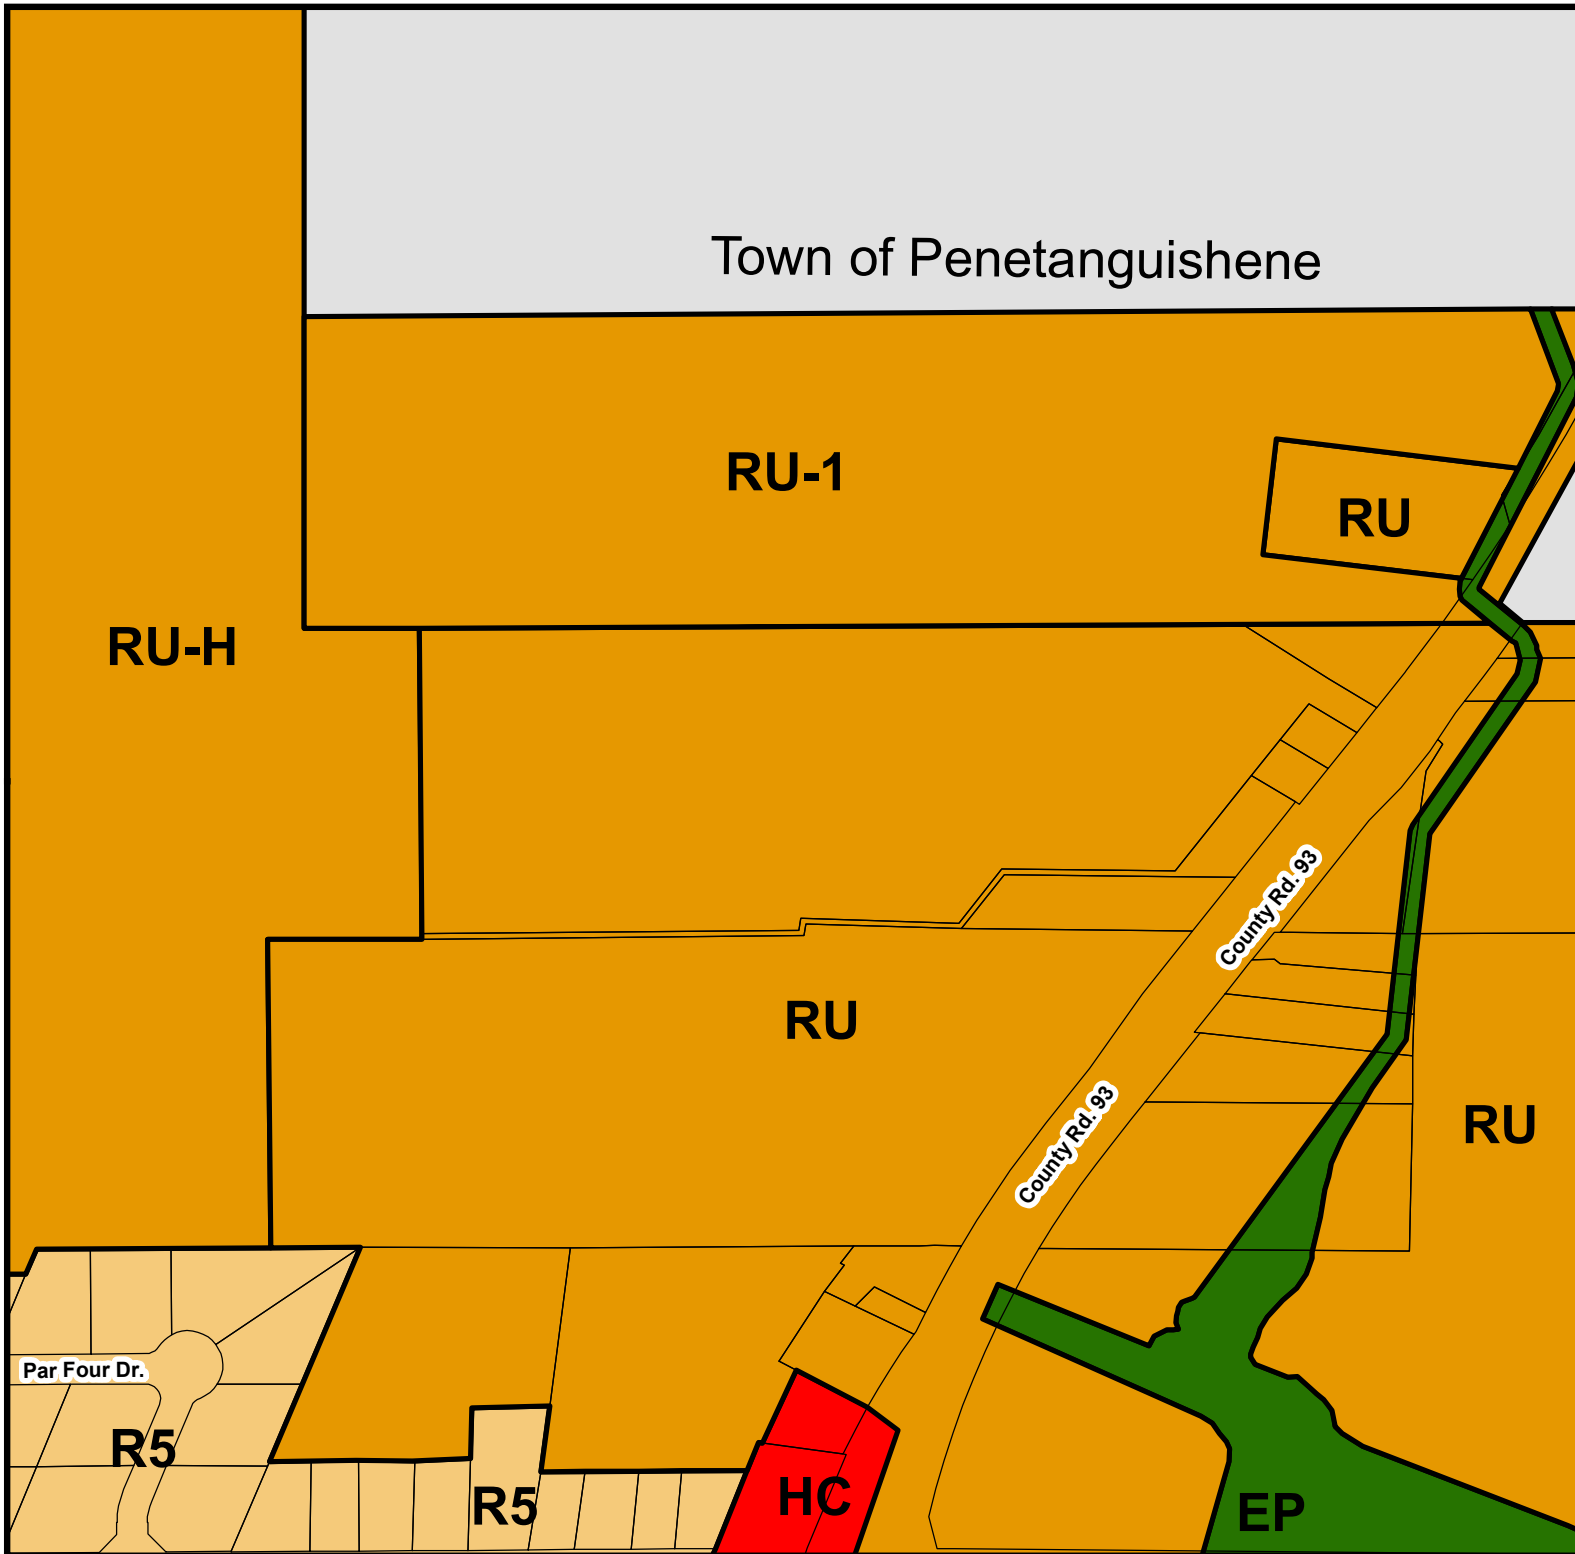 Town of Penetanguishene
RU-1
RU
RU-H
County Rd. 93
RU
County Rd. 93
RU
Par Four Dr.
R5
R5
HC
EP